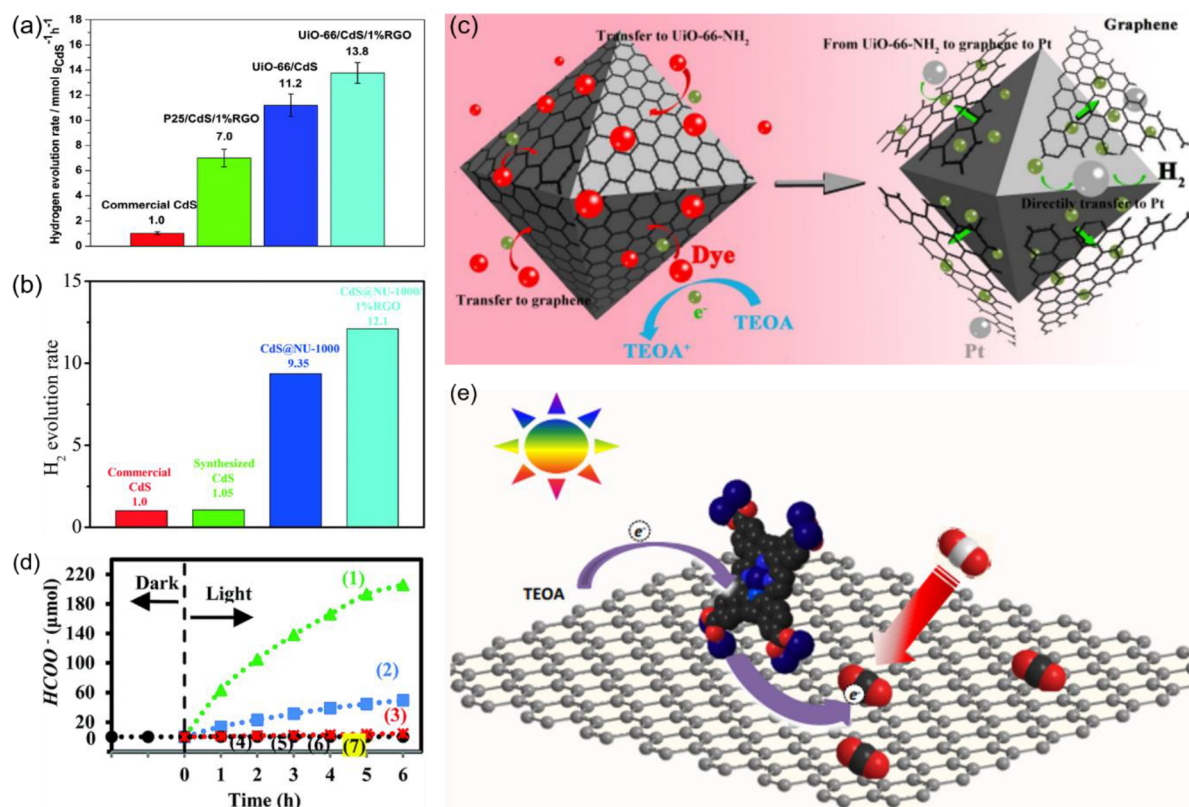 (a)
Hydrogen evolution rate / mmol gCdS⁻¹h⁻¹
18
16
14
12
10
8
6
4
2
0
Commercial CdS
1.0
P25/CdS/1%RGO
7.0
UiO-66/CdS
11.2
UiO-66/CdS/1%RGO
13.8
(b)
H₂ evolution rate
15
10
5
0
Commercial
CdS
1.0
Synthesized
CdS
1.05
CdS@NU-1000
9.35
CdS@NU-1000/
1%RGO
12.1
(c)
Transfer to UiO-66-NH₂
Dye
Transfer to graphene
e⁻
TEOA
TEOA⁺
Graphene
From UiO-66-NH₂ to graphene to Pt
H₂
Directily transfer to Pt
Pt
(d)
HCOO⁻ (μmol)
220
180
140
100
60
20
0
Dark
Light
(1)
(2)
(3)
(4)
(5)
(6)
(7)
0 1 2 3 4 5 6
Time (h)
(e)
e⁻
TEOA
e⁻